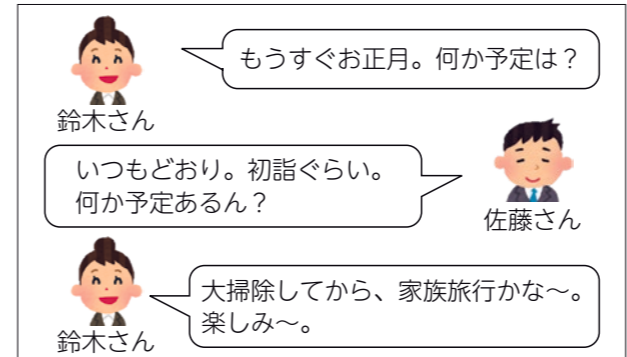 もうすぐお正月。何か予定は？
鈴木さん
いつもどおり。初詣ぐらい。
何か予定あるん？
佐藤さん
大掃除してから、家族旅行かな～。
楽しみ～。
鈴木さん